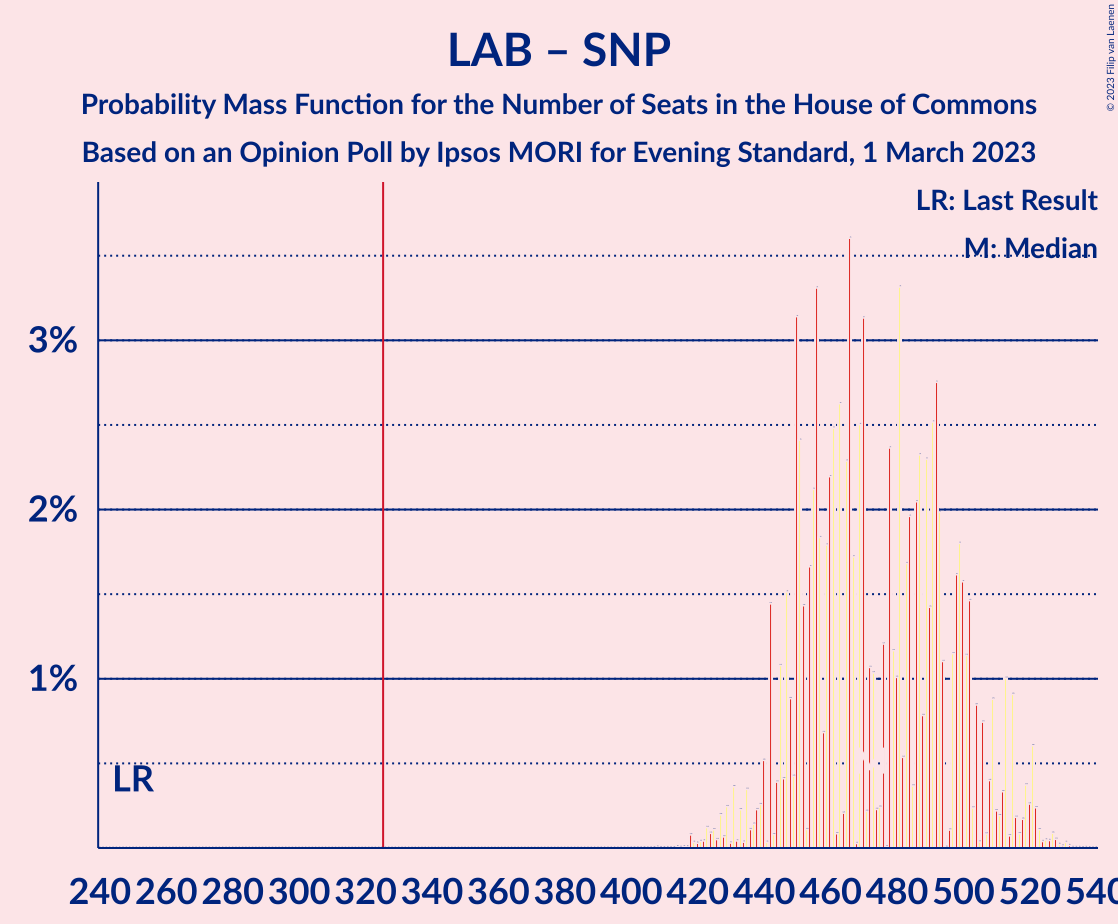 LAB – SNP
Probability Mass Function for the Number of Seats in the House of Commons
Based on an Opinion Poll by Ipsos MORI for Evening Standard, 1 March 2023
© 2023 Filip van Laenen
LR: Last Result
M: Median
3%
2%
1%
LR
240 260 280 300 320 340 360 380 400 420 440 460 480 500 520 540